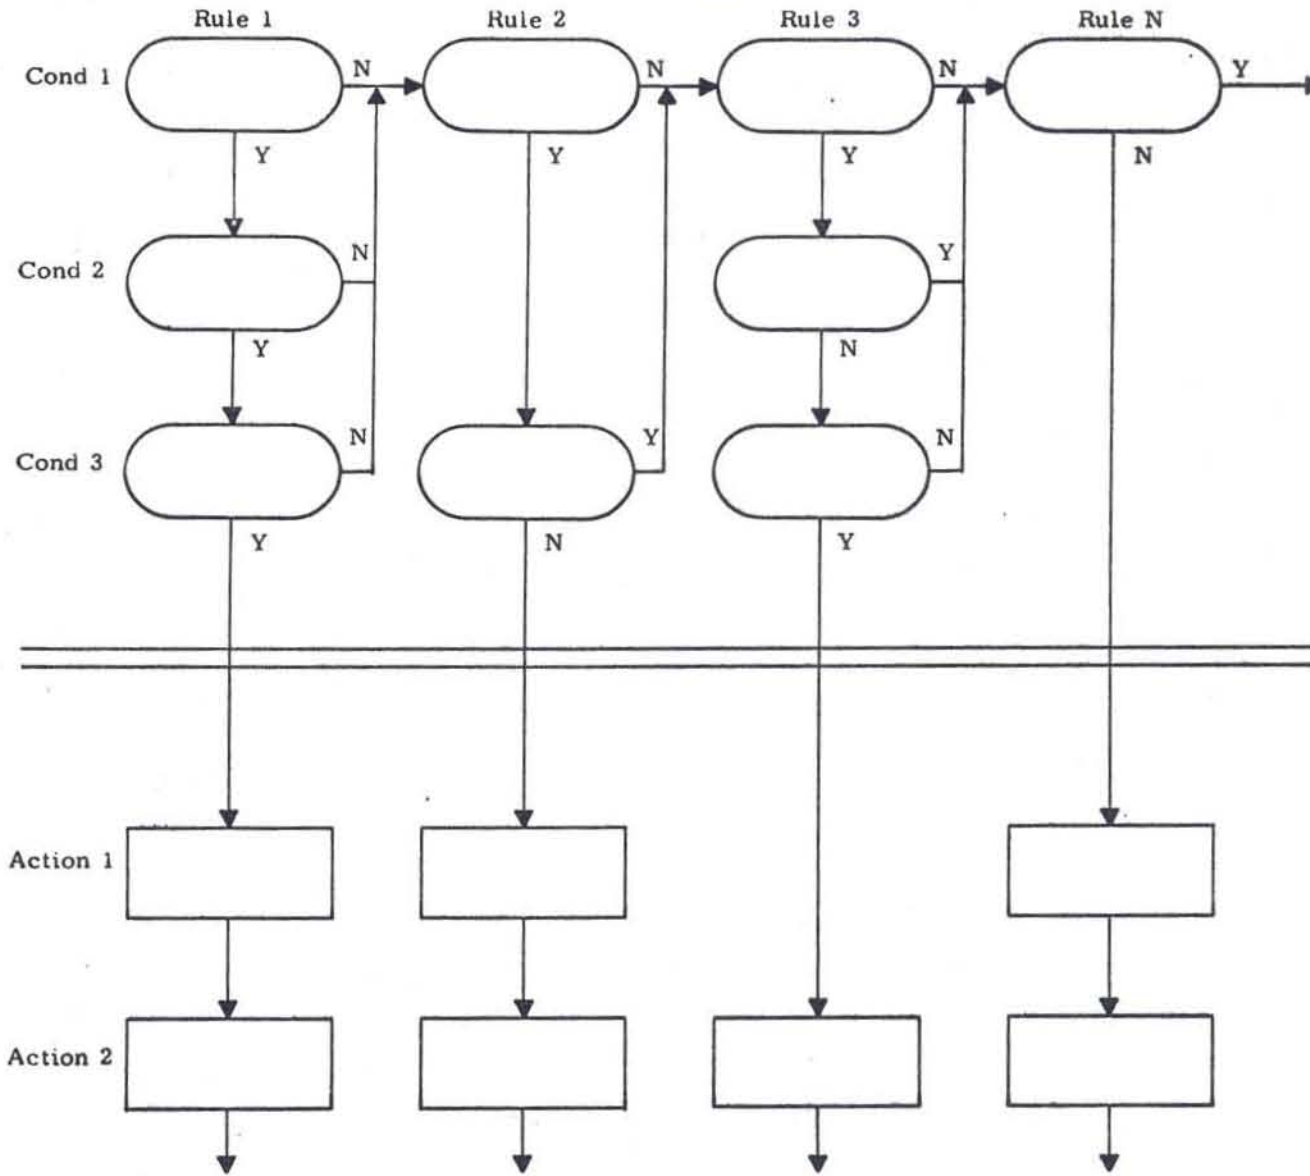 Rule 1 Rule 2 Rule 3 Rule N
Cond 1 N N N Y
Y Y Y N
Cond 2 N Y
Y N
Cond 3 N Y N
Y N Y
Action 1
Action 2